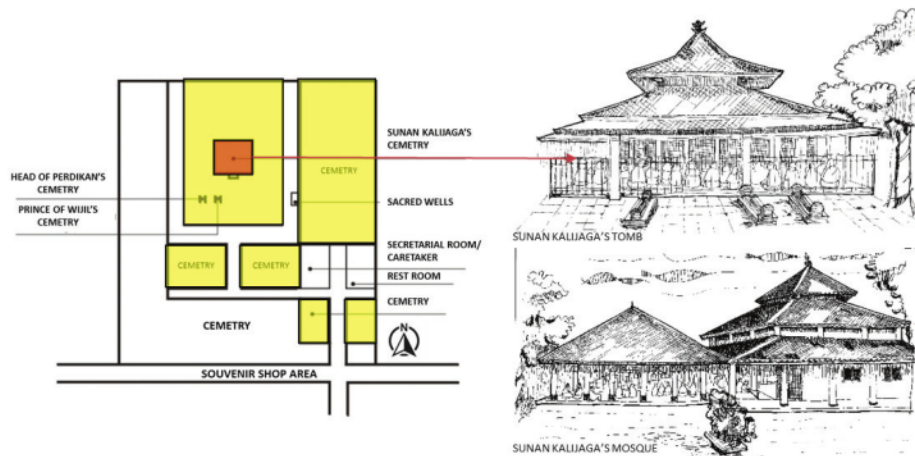 HEAD OF PERDIKAN'S
CEMETRY
PRINCE OF WIJIL'S
CEMETRY
CEMETRY
CEMETRY
CEMETRY
CEMETRY
SOUVENIR SHOP AREA
SUNAN KALIJAGA'S
CEMETRY
SACRED WELLS
SECRETARIAL ROOM/
CARETAKER
REST ROOM
CEMETRY
N
SUNAN KALIJAGA'S TOMB
SUNAN KALIJAGA'S MOSQUE